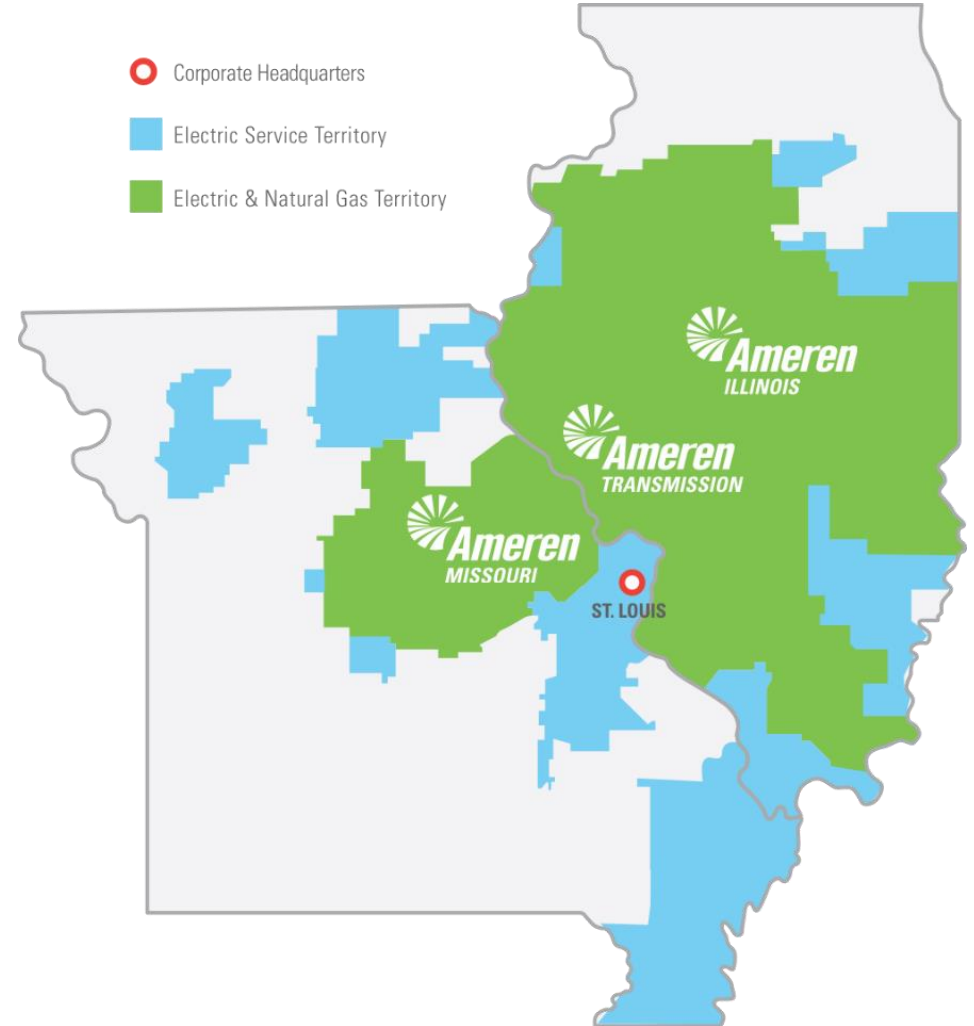 Corporate Headquarters
Electric Service Territory
Electric & Natural Gas Territory
Ameren
ILLINOIS
Ameren
TRANSMISSION
Ameren
MISSOURI
ST. LOUIS